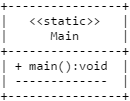 +---------------+
|   <<static>>  |
|      Main     |
+---------------+
| + main():void |
| ------------  |
+---------------+